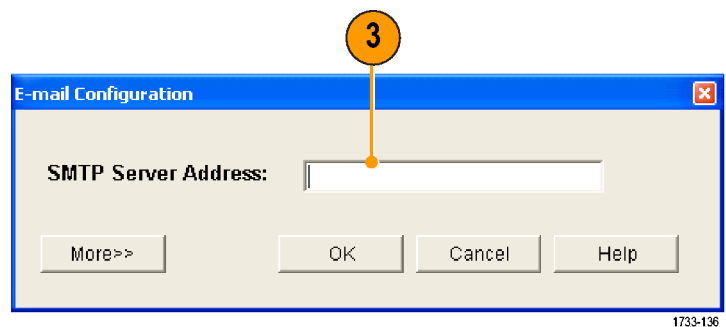 3
E-mail Configuration
SMTP Server Address:
More>> OK Cancel Help
1733-136